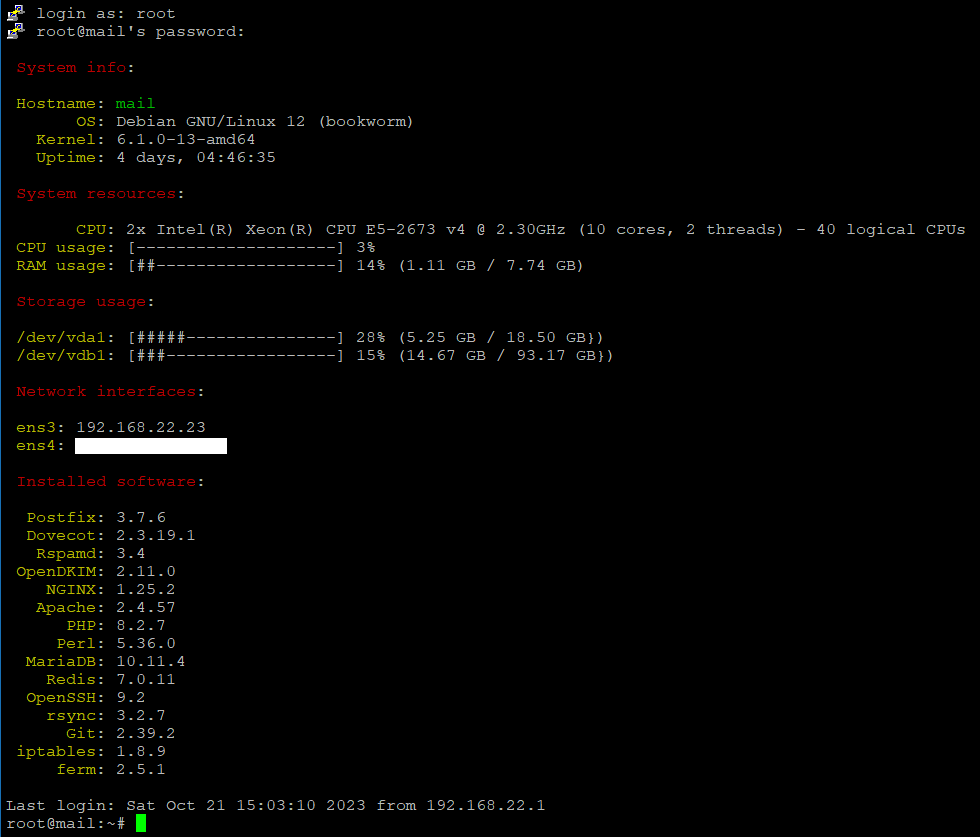 login as: root
root@mail's password:
System info:
Hostname: mail
OS: Debian GNU/Linux 12 (bookworm)
Kernel: 6.1.0-13-amd64
Uptime: 4 days, 04:46:35
System resources:
CPU: 2x Intel(R) Xeon(R) CPU E5-2673 v4 @ 2.30GHz (10 cores, 2 threads) - 40 logical CPUs
CPU usage: [--------------------] 3%
RAM usage: [##------------------] 14% (1.11 GB / 7.74 GB)
Storage usage:
/dev/vda1: [#####---------------] 28% (5.25 GB / 18.50 GB})
/dev/vdb1: [###-----------------] 15% (14.67 GB / 93.17 GB})
Network interfaces:
ens3: 192.168.22.23
ens4:
Installed software:
Postfix: 3.7.6
Dovecot: 2.3.19.1
Rspamd: 3.4
OpenDKIM: 2.11.0
NGINX: 1.25.2
Apache: 2.4.57
PHP: 8.2.7
Perl: 5.36.0
MariaDB: 10.11.4
Redis: 7.0.11
OpenSSH: 9.2
rsync: 3.2.7
Git: 2.39.2
iptables: 1.8.9
ferm: 2.5.1
Last login: Sat Oct 21 15:03:10 2023 from 192.168.22.1
root@mail:~#